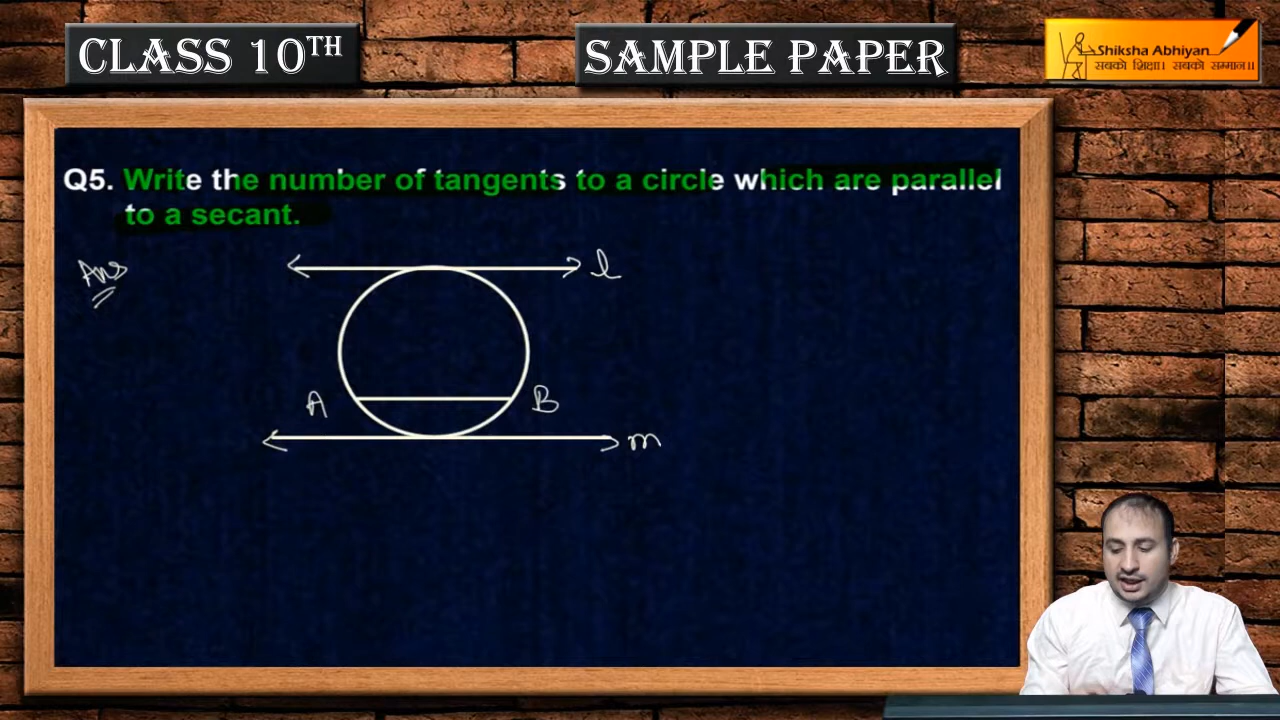 CLASS 10TH
SAMPLE PAPER
Shiksha Abhiyan
सबको शिक्षा। सबको सम्मान॥
Q5. Write the number of tangents to a circle which are parallel
to a secant.
Ans
l
A
B
m